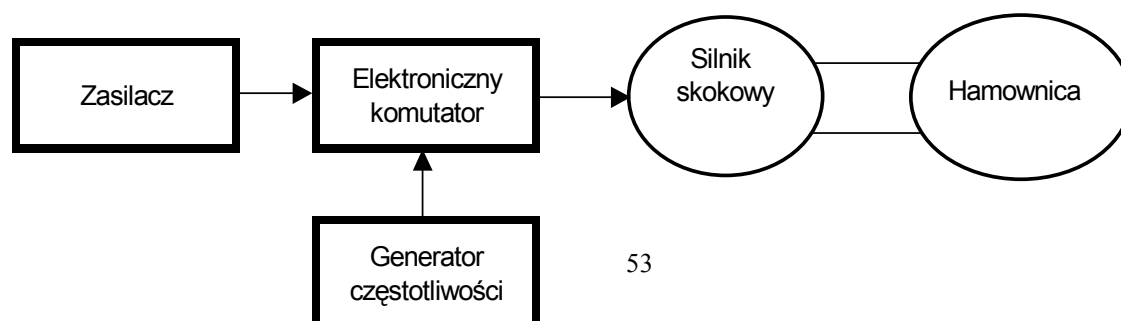 Zasilacz
Elektroniczny
komutator
Silnik
skokowy
Hamownica
Generator
częstotliwości
53